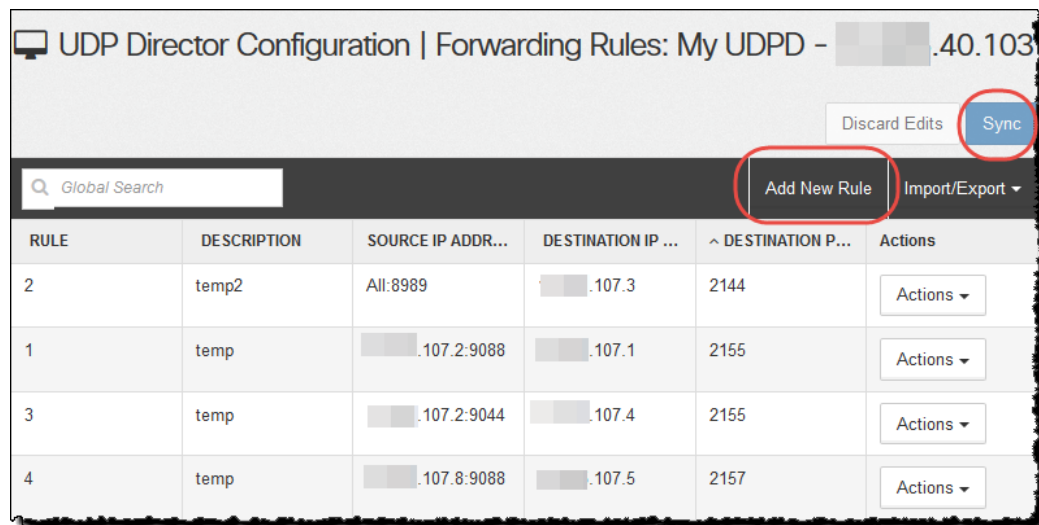 UDP Director Configuration | Forwarding Rules: My UDPD - .40.103
Discard Edits Sync
Global Search Add New Rule Import/Export
RULE DESCRIPTION SOURCE IP ADDR... DESTINATION IP ... DESTINATION P... Actions
2 temp2 All:8989 .107.3 2144 Actions
1 temp .107.2:9088 .107.1 2155 Actions
3 temp .107.2:9044 .107.4 2155 Actions
4 temp .107.8:9088 .107.5 2157 Actions